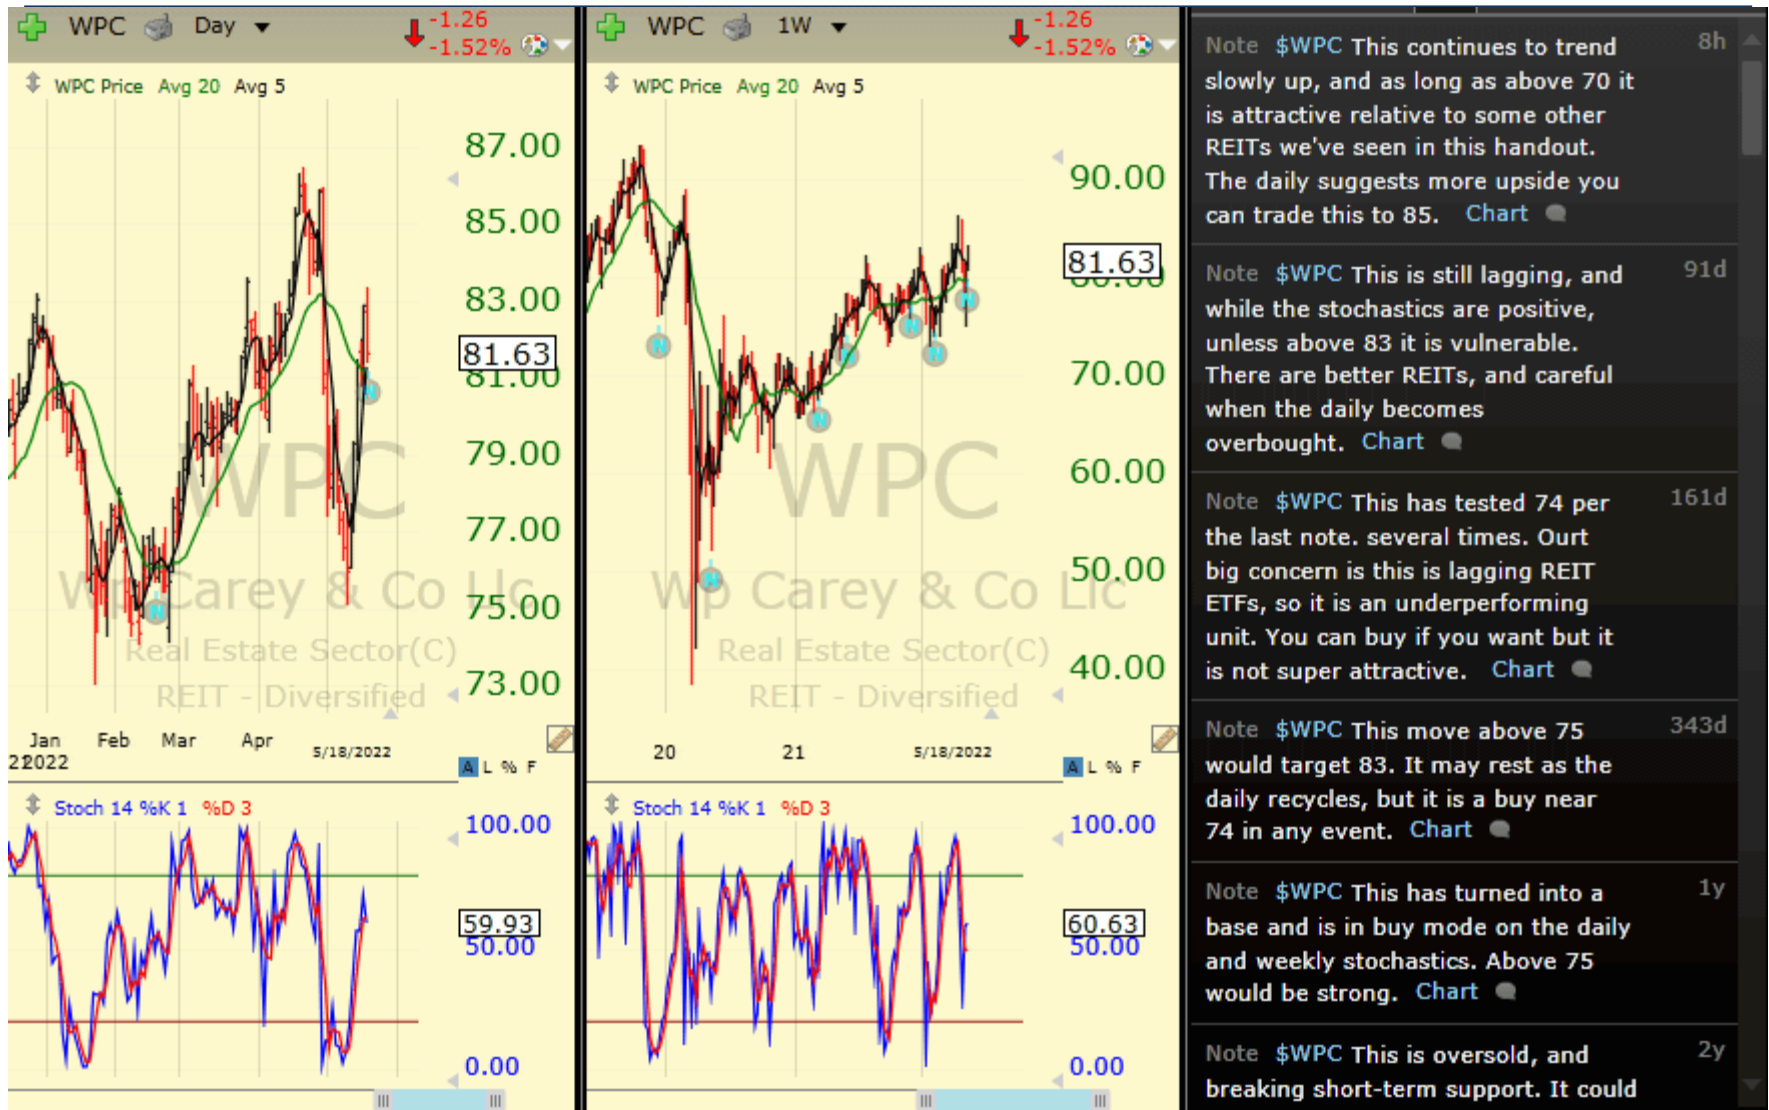 WPC Day
-1.26
-1.52%
WPC Price Avg 20 Avg 5
87.00
85.00
83.00
81.63
81.00
79.00
77.00
75.00
73.00
WPC
Wp Carey & Co Llc
Real Estate Sector(C)
REIT - Diversified
N
N
Jan Feb Mar Apr 5/18/2022
2022
A L % F
Stoch 14 %K 1 %D 3
100.00
59.93
50.00
0.00
WPC 1W
-1.26
-1.52%
WPC Price Avg 20 Avg 5
90.00
81.63
80.00
70.00
60.00
50.00
40.00
WPC
Wp Carey & Co Llc
Real Estate Sector(C)
REIT - Diversified
N
N
N
N
N
N
N
20 21 5/18/2022
A L % F
Stoch 14 %K 1 %D 3
100.00
60.63
50.00
0.00
Note $WPC This continues to trend 8h
slowly up, and as long as above 70 it
is attractive relative to some other
REITs we've seen in this handout.
The daily suggests more upside you
can trade this to 85. Chart
Note $WPC This is still lagging, and 91d
while the stochastics are positive,
unless above 83 it is vulnerable.
There are better REITs, and careful
when the daily becomes
overbought. Chart
Note $WPC This has tested 74 per 161d
the last note. several times. Ourt
big concern is this is lagging REIT
ETFs, so it is an underperforming
unit. You can buy if you want but it
is not super attractive. Chart
Note $WPC This move above 75 343d
would target 83. It may rest as the
daily recycles, but it is a buy near
74 in any event. Chart
Note $WPC This has turned into a 1y
base and is in buy mode on the daily
and weekly stochastics. Above 75
would be strong. Chart
Note $WPC This is oversold, and 2y
breaking short-term support. It could